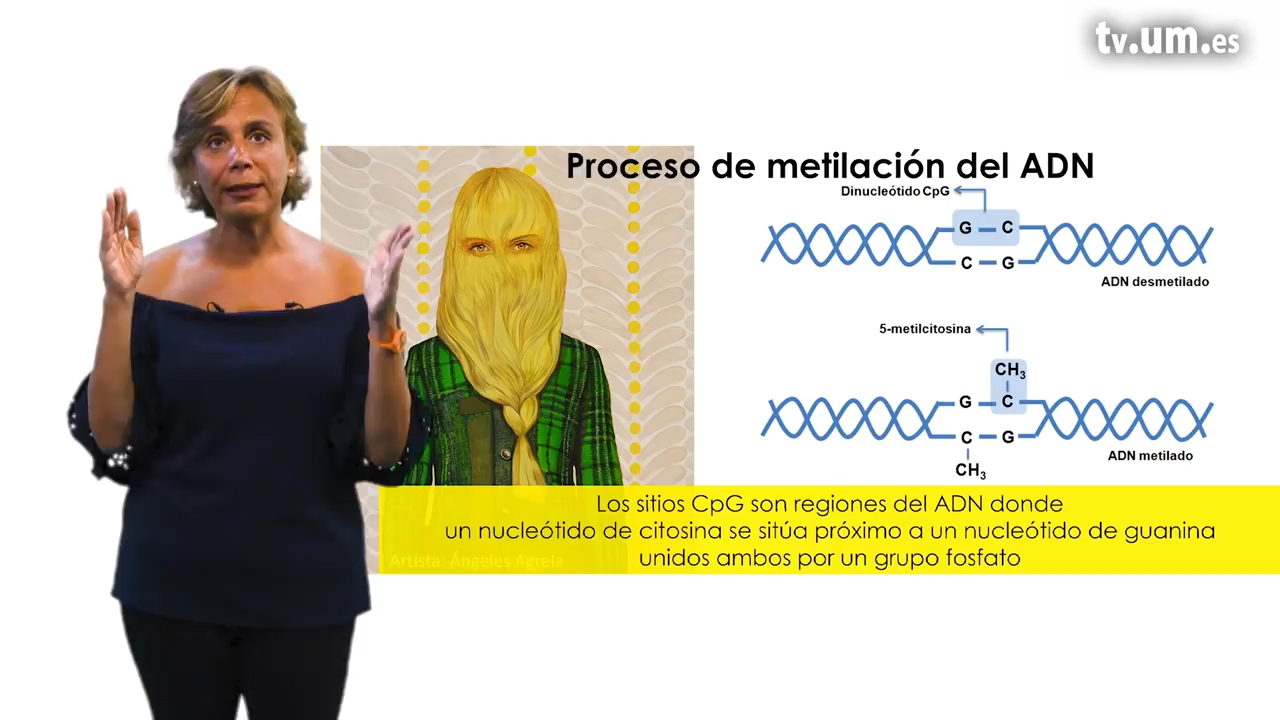 tv.um.es
Proceso de metilación del ADN
Dinucleótido CpG
G C
C G
ADN desmetilado
5-metilcitosina
CH3
G C
C G
ADN metilado
CH3
Los sitios CpG son regiones del ADN donde
un nucleótido de citosina se sitúa próximo a un nucleótido de guanina
unidos ambos por un grupo fosfato
Artista: Ángeles Agrela